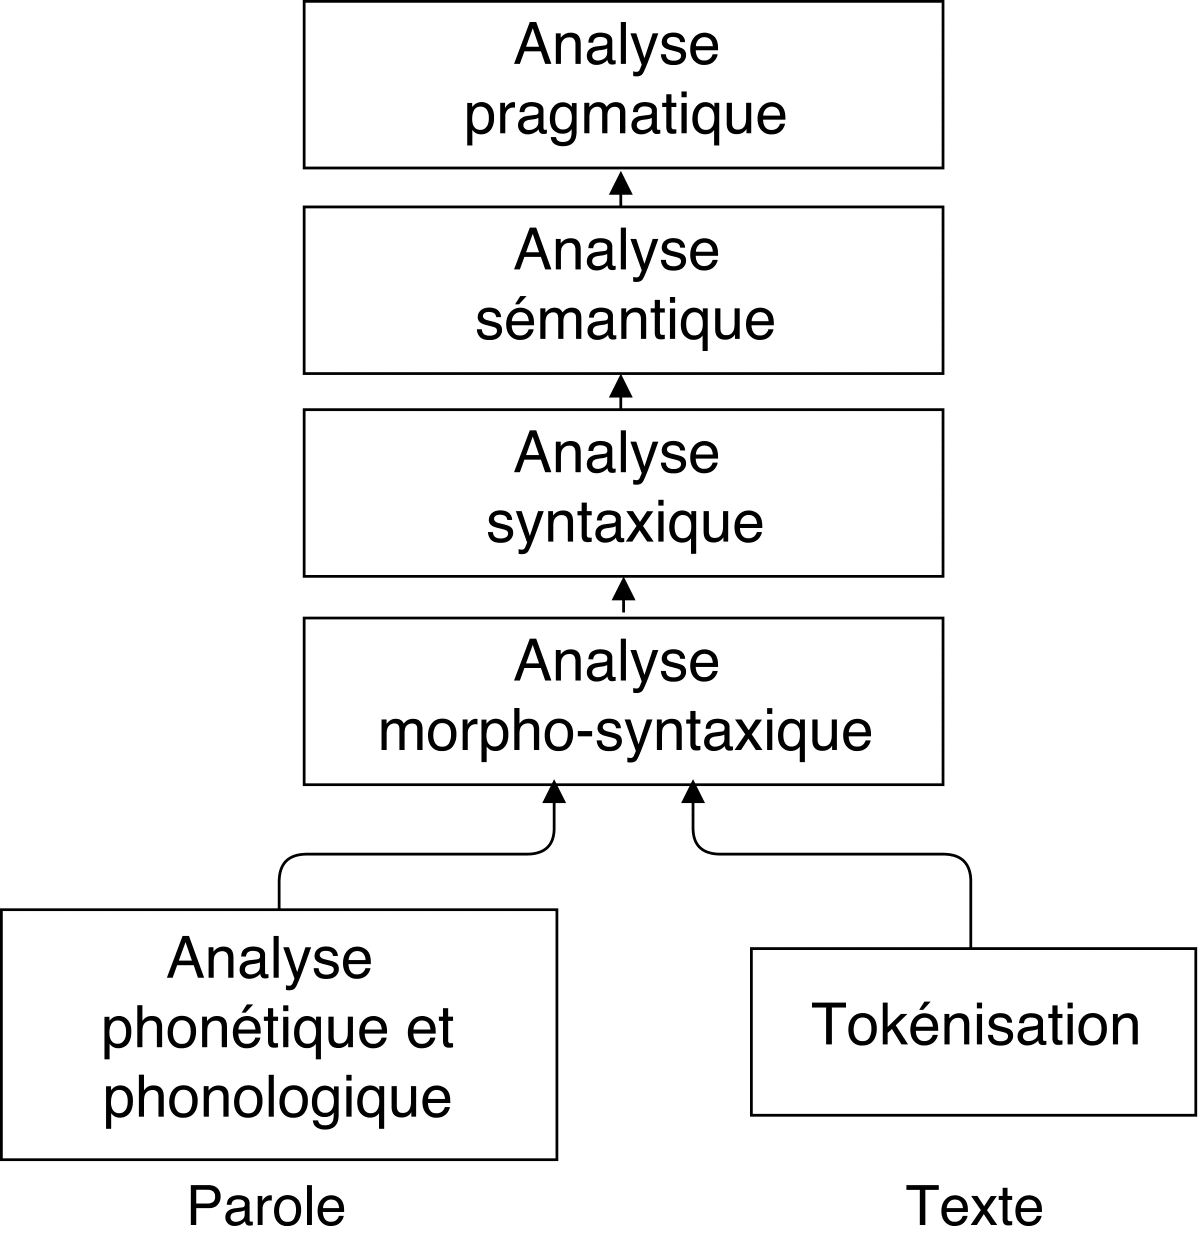 Analyse
pragmatique
Analyse
sémantique
Analyse
syntaxique
Analyse
morpho-syntaxique
Analyse
phonétique et
phonologique
Tokénisation
Parole
Texte